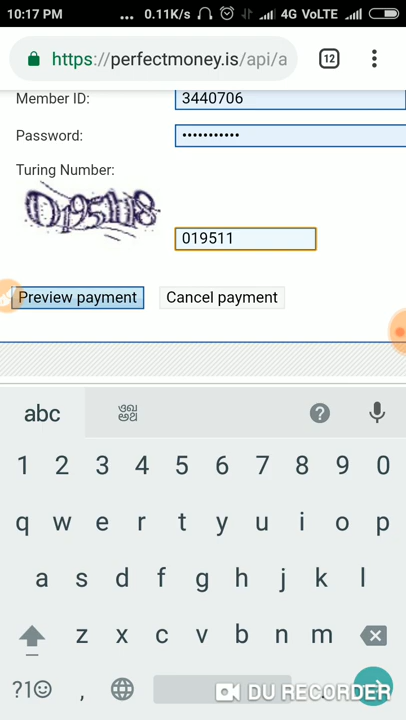 10:17 PM ... 0.11K/s 4G VoLTE
https://perfectmoney.is/api/a 12
Member ID: 3440706
Password: •••••••••••
Turing Number:
019511
Preview payment Cancel payment
abc
1 2 3 4 5 6 7 8 9 0
q w e r t y u i o p
a s d f g h j k l
z x c v b n m
?1☺ ,
DU RECORDER